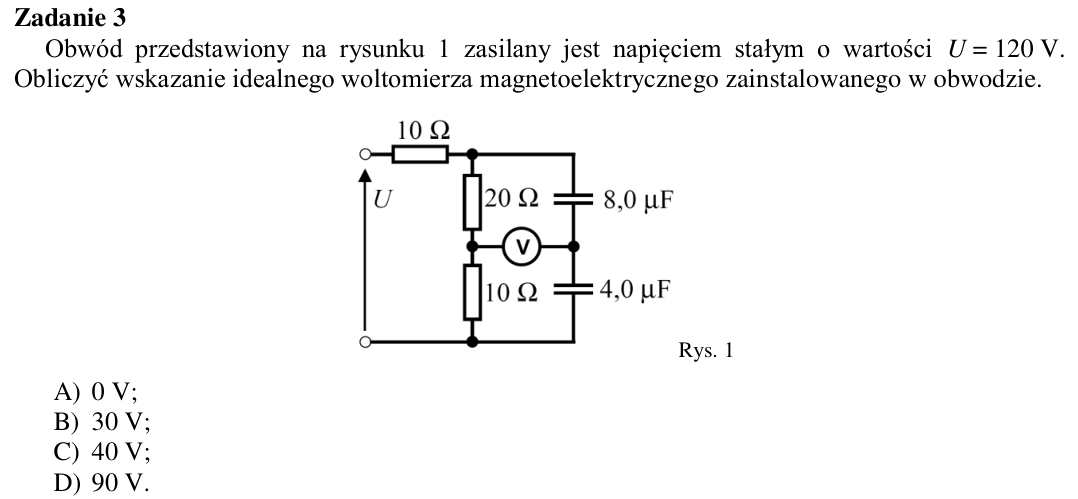 Zadanie 3
Obwód przedstawiony na rysunku 1 zasilany jest napięciem stałym o wartości U = 120 V.
Obliczyć wskazanie idealnego woltomierza magnetoelektrycznego zainstalowanego w obwodzie.
10 Ω
U
20 Ω
8,0 μF
V
10 Ω
4,0 μF
Rys. 1
A) 0 V;
B) 30 V;
C) 40 V;
D) 90 V.